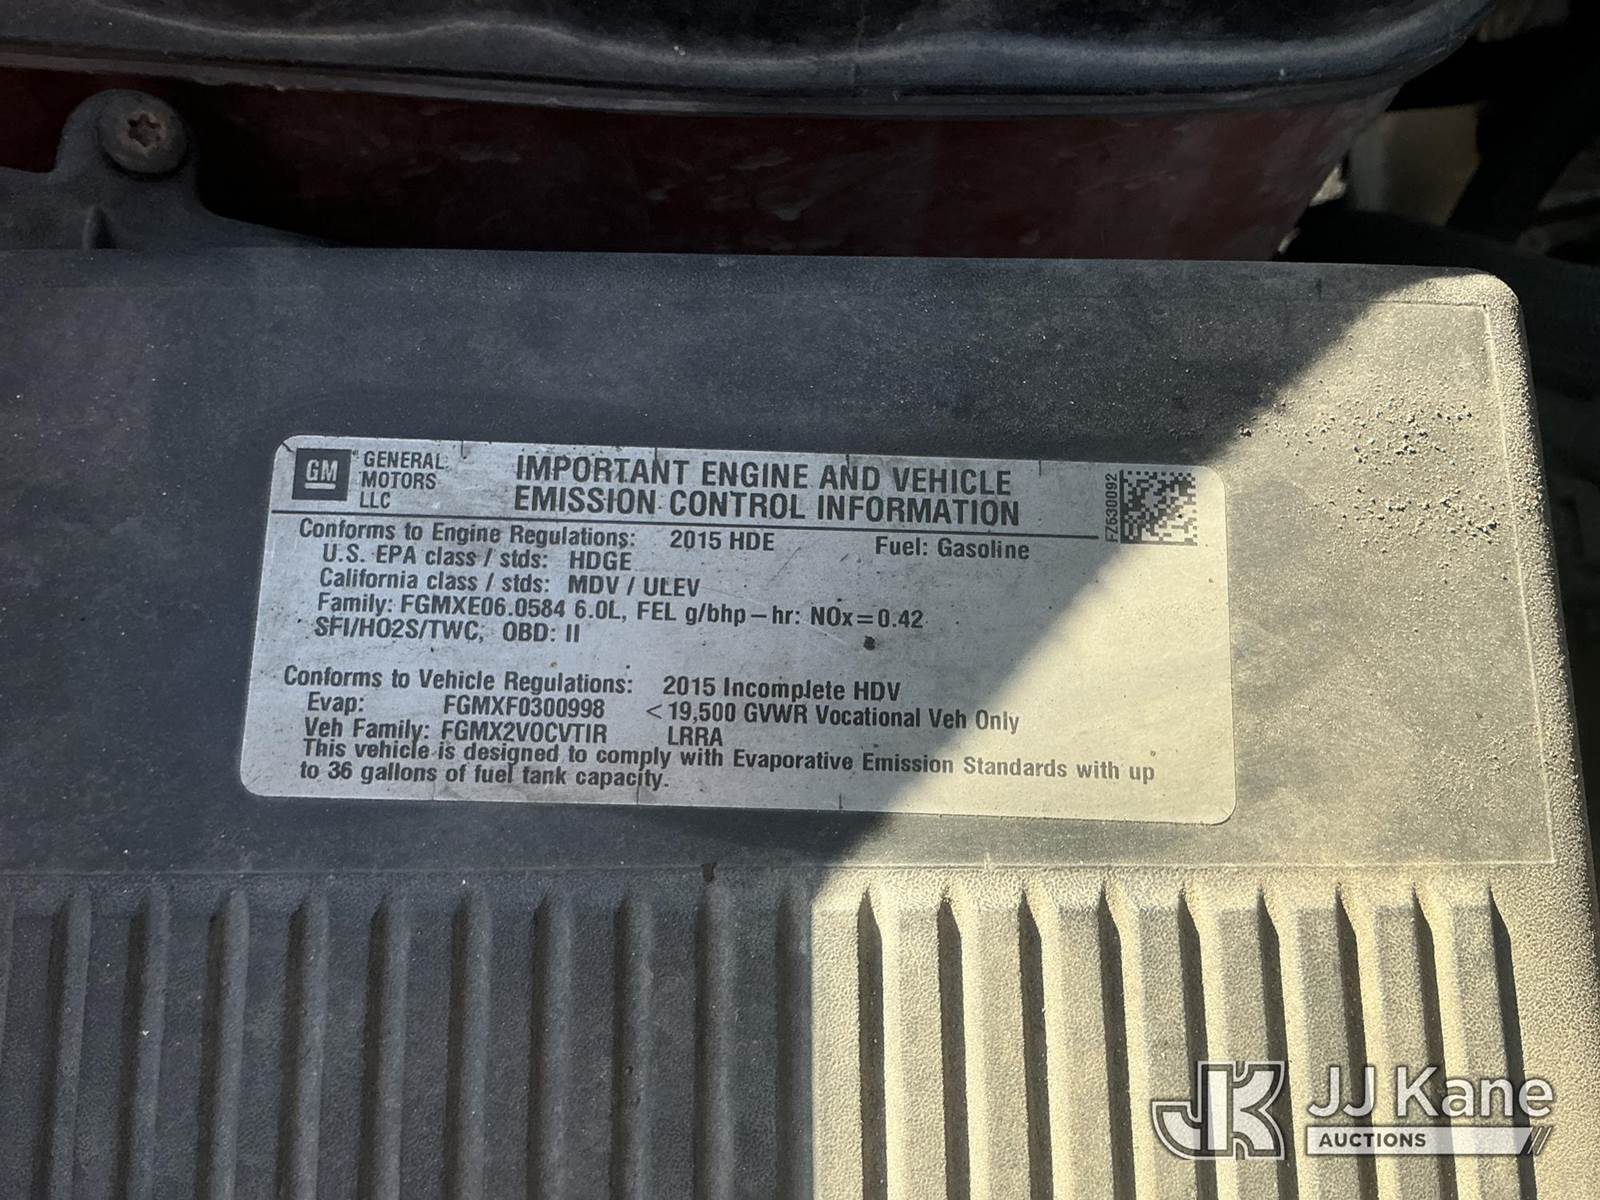 GM
GENERAL
MOTORS
LLC
IMPORTANT ENGINE AND VEHICLE
EMISSION CONTROL INFORMATION
FZ630092
Conforms to Engine Regulations: 2015 HDE Fuel: Gasoline
U.S. EPA class / stds: HDGE
California class / stds: MDV / ULEV
Family: FGMXE06.0584 6.0L, FEL g/bhp–hr: NOx=0.42
SFI/HO2S/TWC, OBD: II
Conforms to Vehicle Regulations: 2015 Incomplete HDV
Evap: FGMXF0300998 <19,500 GVWR Vocational Veh Only
Veh Family: FGMX2VOCVTIR LRRA
This vehicle is designed to comply with Evaporative Emission Standards with up
to 36 gallons of fuel tank capacity.
JK JJ Kane
AUCTIONS